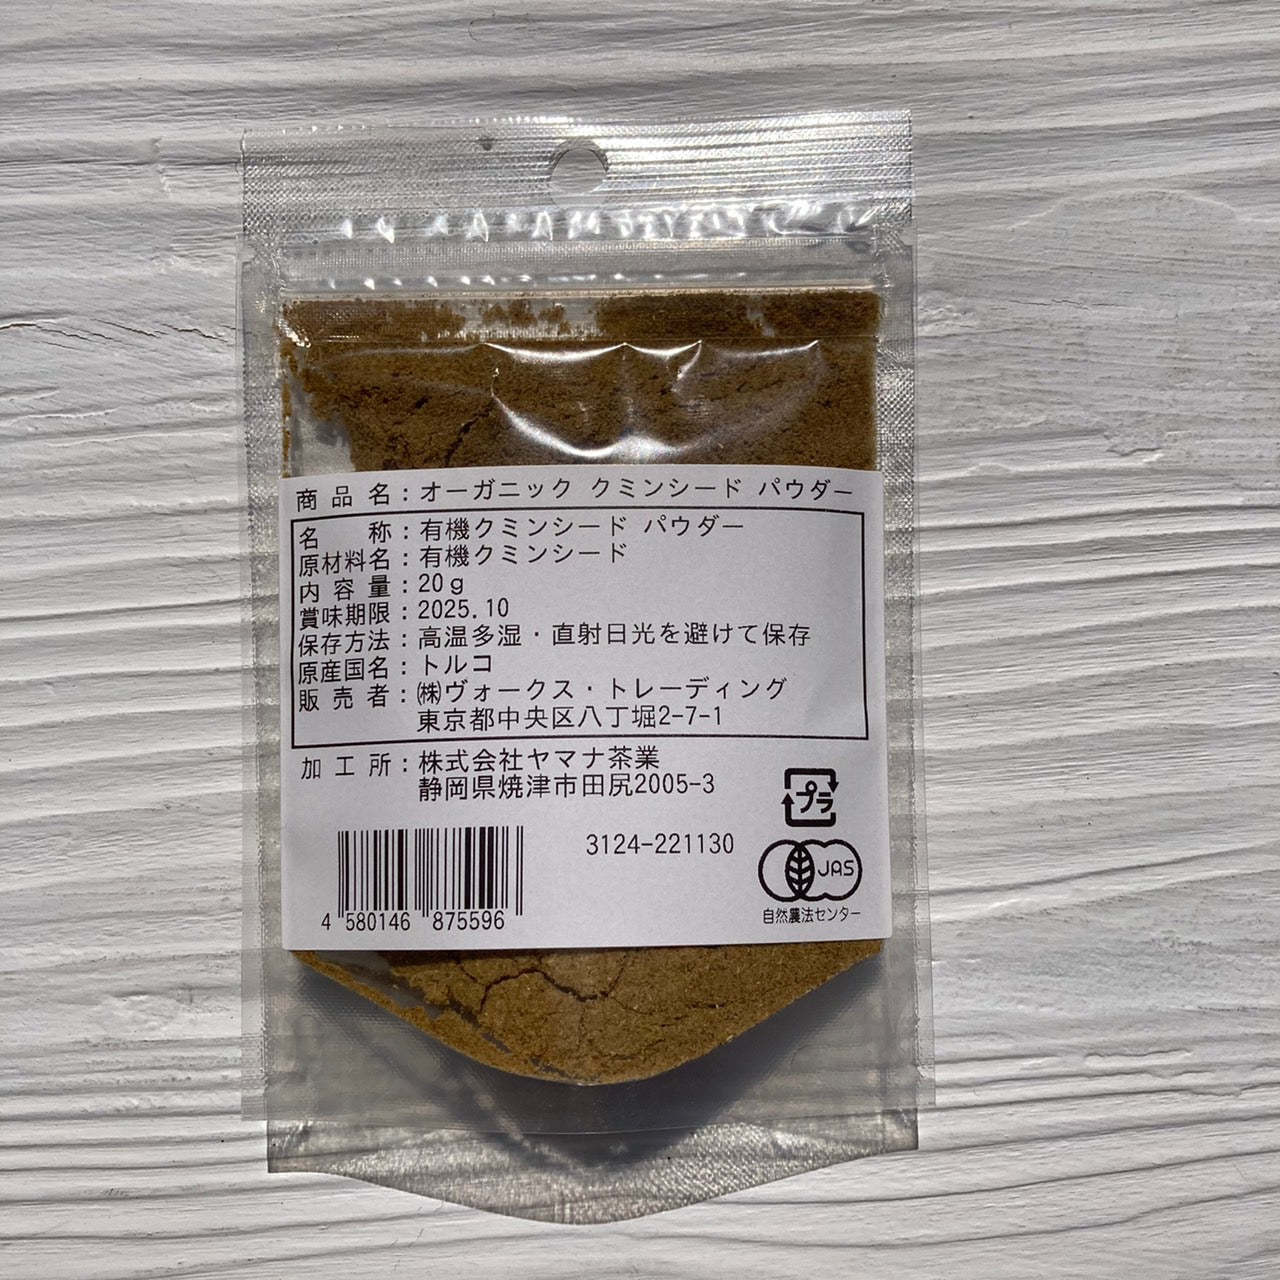 商品名：オーガニック クミンシード パウダー
名　称：有機クミンシード パウダー
原材料名：有機クミンシード
内容量：20g
賞味期限：2025.10
保存方法：高温多湿・直射日光を避けて保存
原産国名：トルコ
販売者：㈱ヴォークス・トレーディング
東京都中央区八丁堀2-7-1
加工所：株式会社ヤマナ茶業
静岡県焼津市田尻2005-3
プラ
3124-221130
JAS
自然農法センター
4 580146 875596